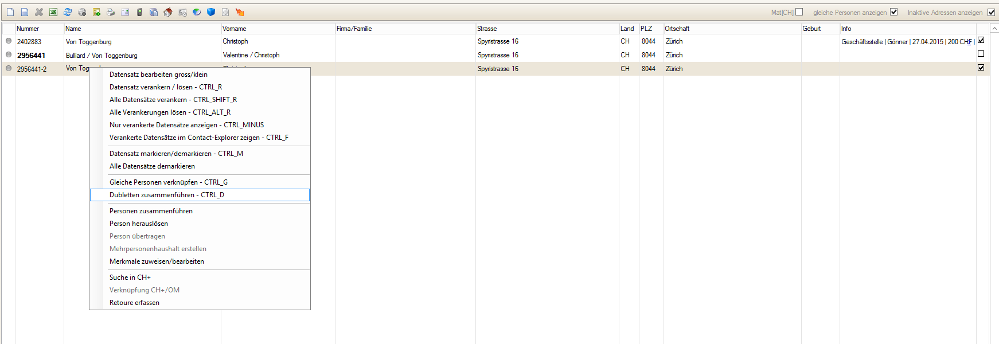 Mat[CH] gleiche Personen anzeigen Inaktive Adressen anzeigen
Nummer Name Vorname Firma/Familie Strasse Land PLZ Ortschaft Geburt Info
2402883 Von Toggenburg Christoph Spyristrasse 16 CH 8044 Zürich Geschäftsstelle | Gönner | 27.04.2015 | 200 CHF |
2956441 Bulliard / Von Toggenburg Valentine / Christoph Spyristrasse 16 CH 8044 Zürich
2956441-2 Von Spyristrasse 16 CH 8044 Zürich
Datensatz bearbeiten gross/klein
Datensatz verankern / lösen - CTRL_R
Alle Datensätze verankern - CTRL_SHIFT_R
Alle Verankerungen lösen - CTRL_ALT_R
Nur verankerte Datensätze anzeigen - CTRL_MINUS
Verankerte Datensätze im Contact-Explorer zeigen - CTRL_F
Datensatz markieren/demarkieren - CTRL_M
Alle Datensätze demarkieren
Gleiche Personen verknüpfen - CTRL_G
Dubletten zusammenführen - CTRL_D
Personen zusammenführen
Person herauslösen
Person übertragen
Mehrpersonenhaushalt erstellen
Merkmale zuweisen/bearbeiten
Suche in CH+
Verknüpfung CH+/OM
Retoure erfassen